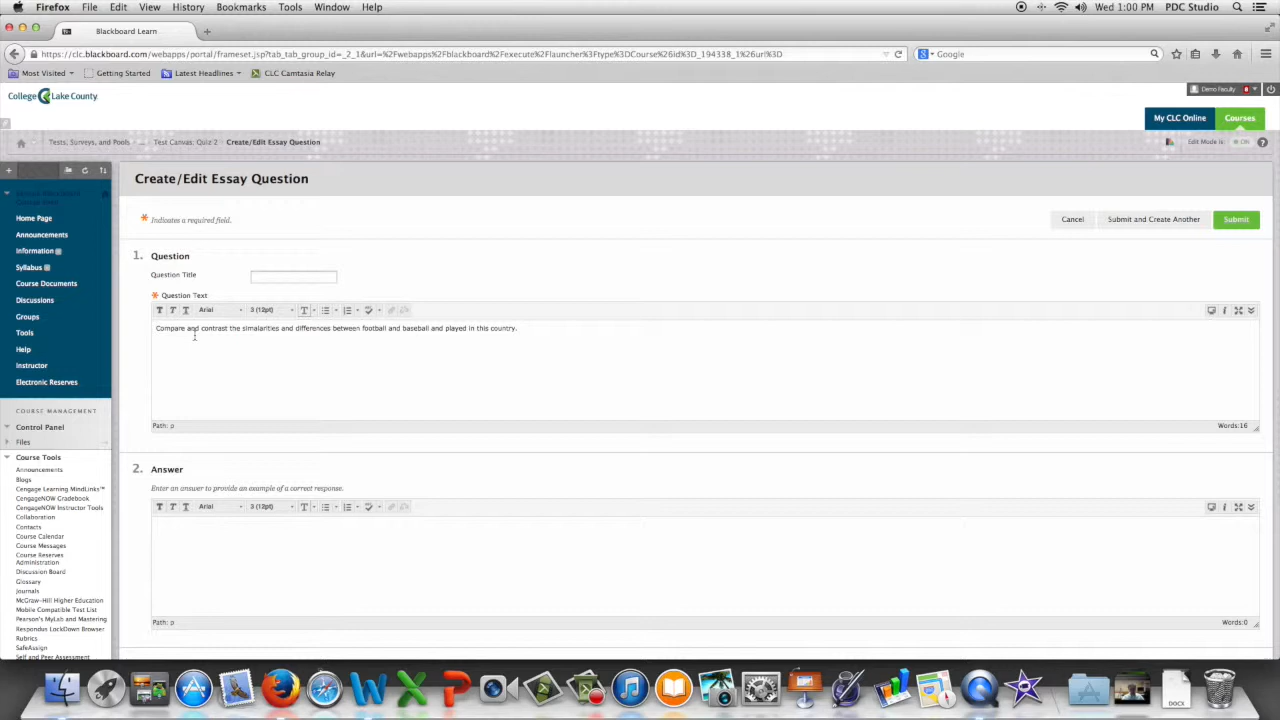 Firefox File Edit View History Bookmarks Tools Window Help Wed 1:00 PM PDC Studio
Blackboard Learn
https://clc.blackboard.com/webapps/portal/frameset.jsp?tab_tab_group_id=_2_1&url=%2Fwebapps%2Fblackboard%2Fexecute%2Flauncher%3Ftype%3DCourse%26id%3D_194338_1%26url%3D
Google
Most Visited Getting Started Latest Headlines CLC Camtasia Relay
College Lake County
Demo Faculty
My CLC Online Courses
Tests, Surveys, and Pools Test Canvas: Quiz 2 Create/Edit Essay Question Edit Mode is: ON
Create/Edit Essay Question
Indicates a required field.
Cancel Submit and Create Another Submit
1. Question
Question Title
Question Text
Arial 3 (12pt)
Compare and contrast the simalarities and differences between football and baseball and played in this country.
Path: p Words:16
2. Answer
Enter an answer to provide an example of a correct response.
Arial 3 (12pt)
Path: p Words:0
Home Page
Announcements
Information
Syllabus
Course Documents
Discussions
Groups
Tools
Help
Instructor
Electronic Reserves
COURSE MANAGEMENT
Control Panel
Files
Course Tools
Announcements
Blogs
Cengage Learning MindLinks™
CengageNOW Gradebook
CengageNOW Instructor Tools
Collaboration
Contacts
Course Calendar
Course Messages
Course Reserves
Administration
Discussion Board
Glossary
Journals
McGraw-Hill Higher Education
Mobile Compatible Test List
Pearson's MyLab and Mastering
Respondus LockDown Browser
Rubrics
SafeAssign
Self and Peer Assessment
DOCX